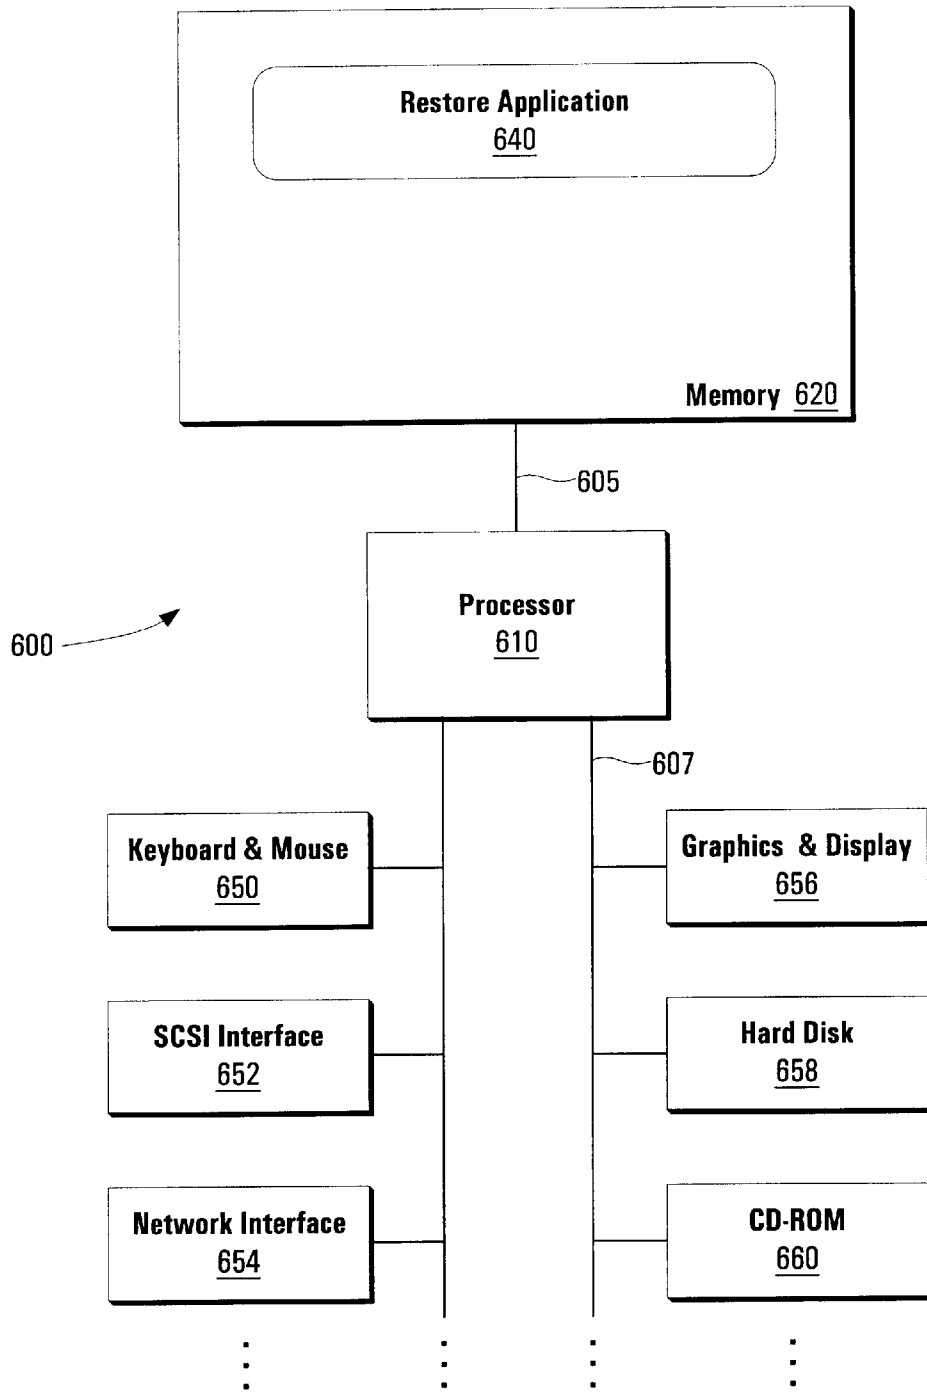 Restore Application
640
Memory 620
605
Processor
610
600
607
Keyboard & Mouse
650
Graphics & Display
656
SCSI Interface
652
Hard Disk
658
Network Interface
654
CD-ROM
660